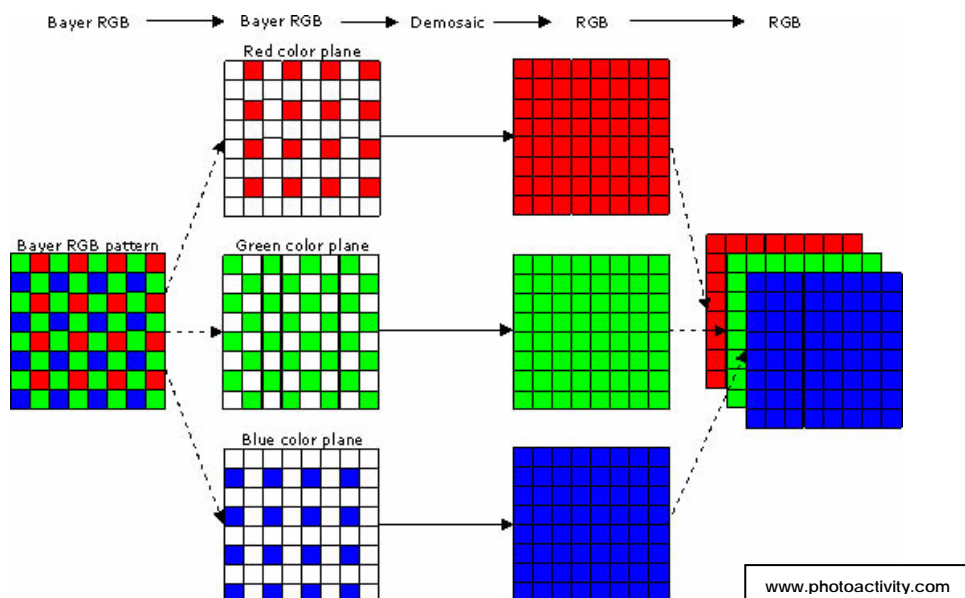 Bayer RGB Bayer RGB Demosaic RGB RGB
Red color plane
Bayer RGB pattern
Green color plane
Blue color plane
www.photoactivity.com